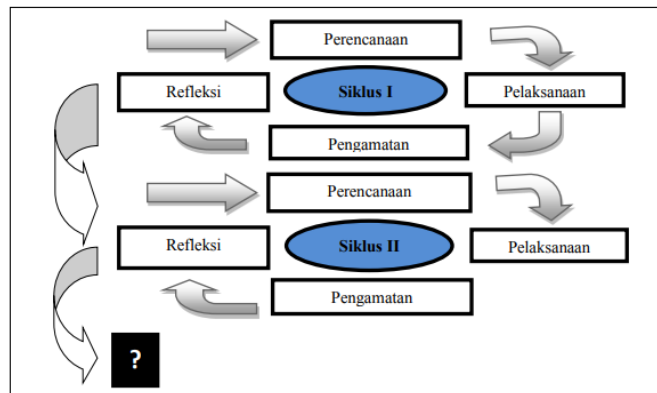 Perencanaan
Refleksi
Siklus I
Pelaksanaan
Pengamatan
Perencanaan
Refleksi
Siklus II
Pelaksanaan
Pengamatan
?